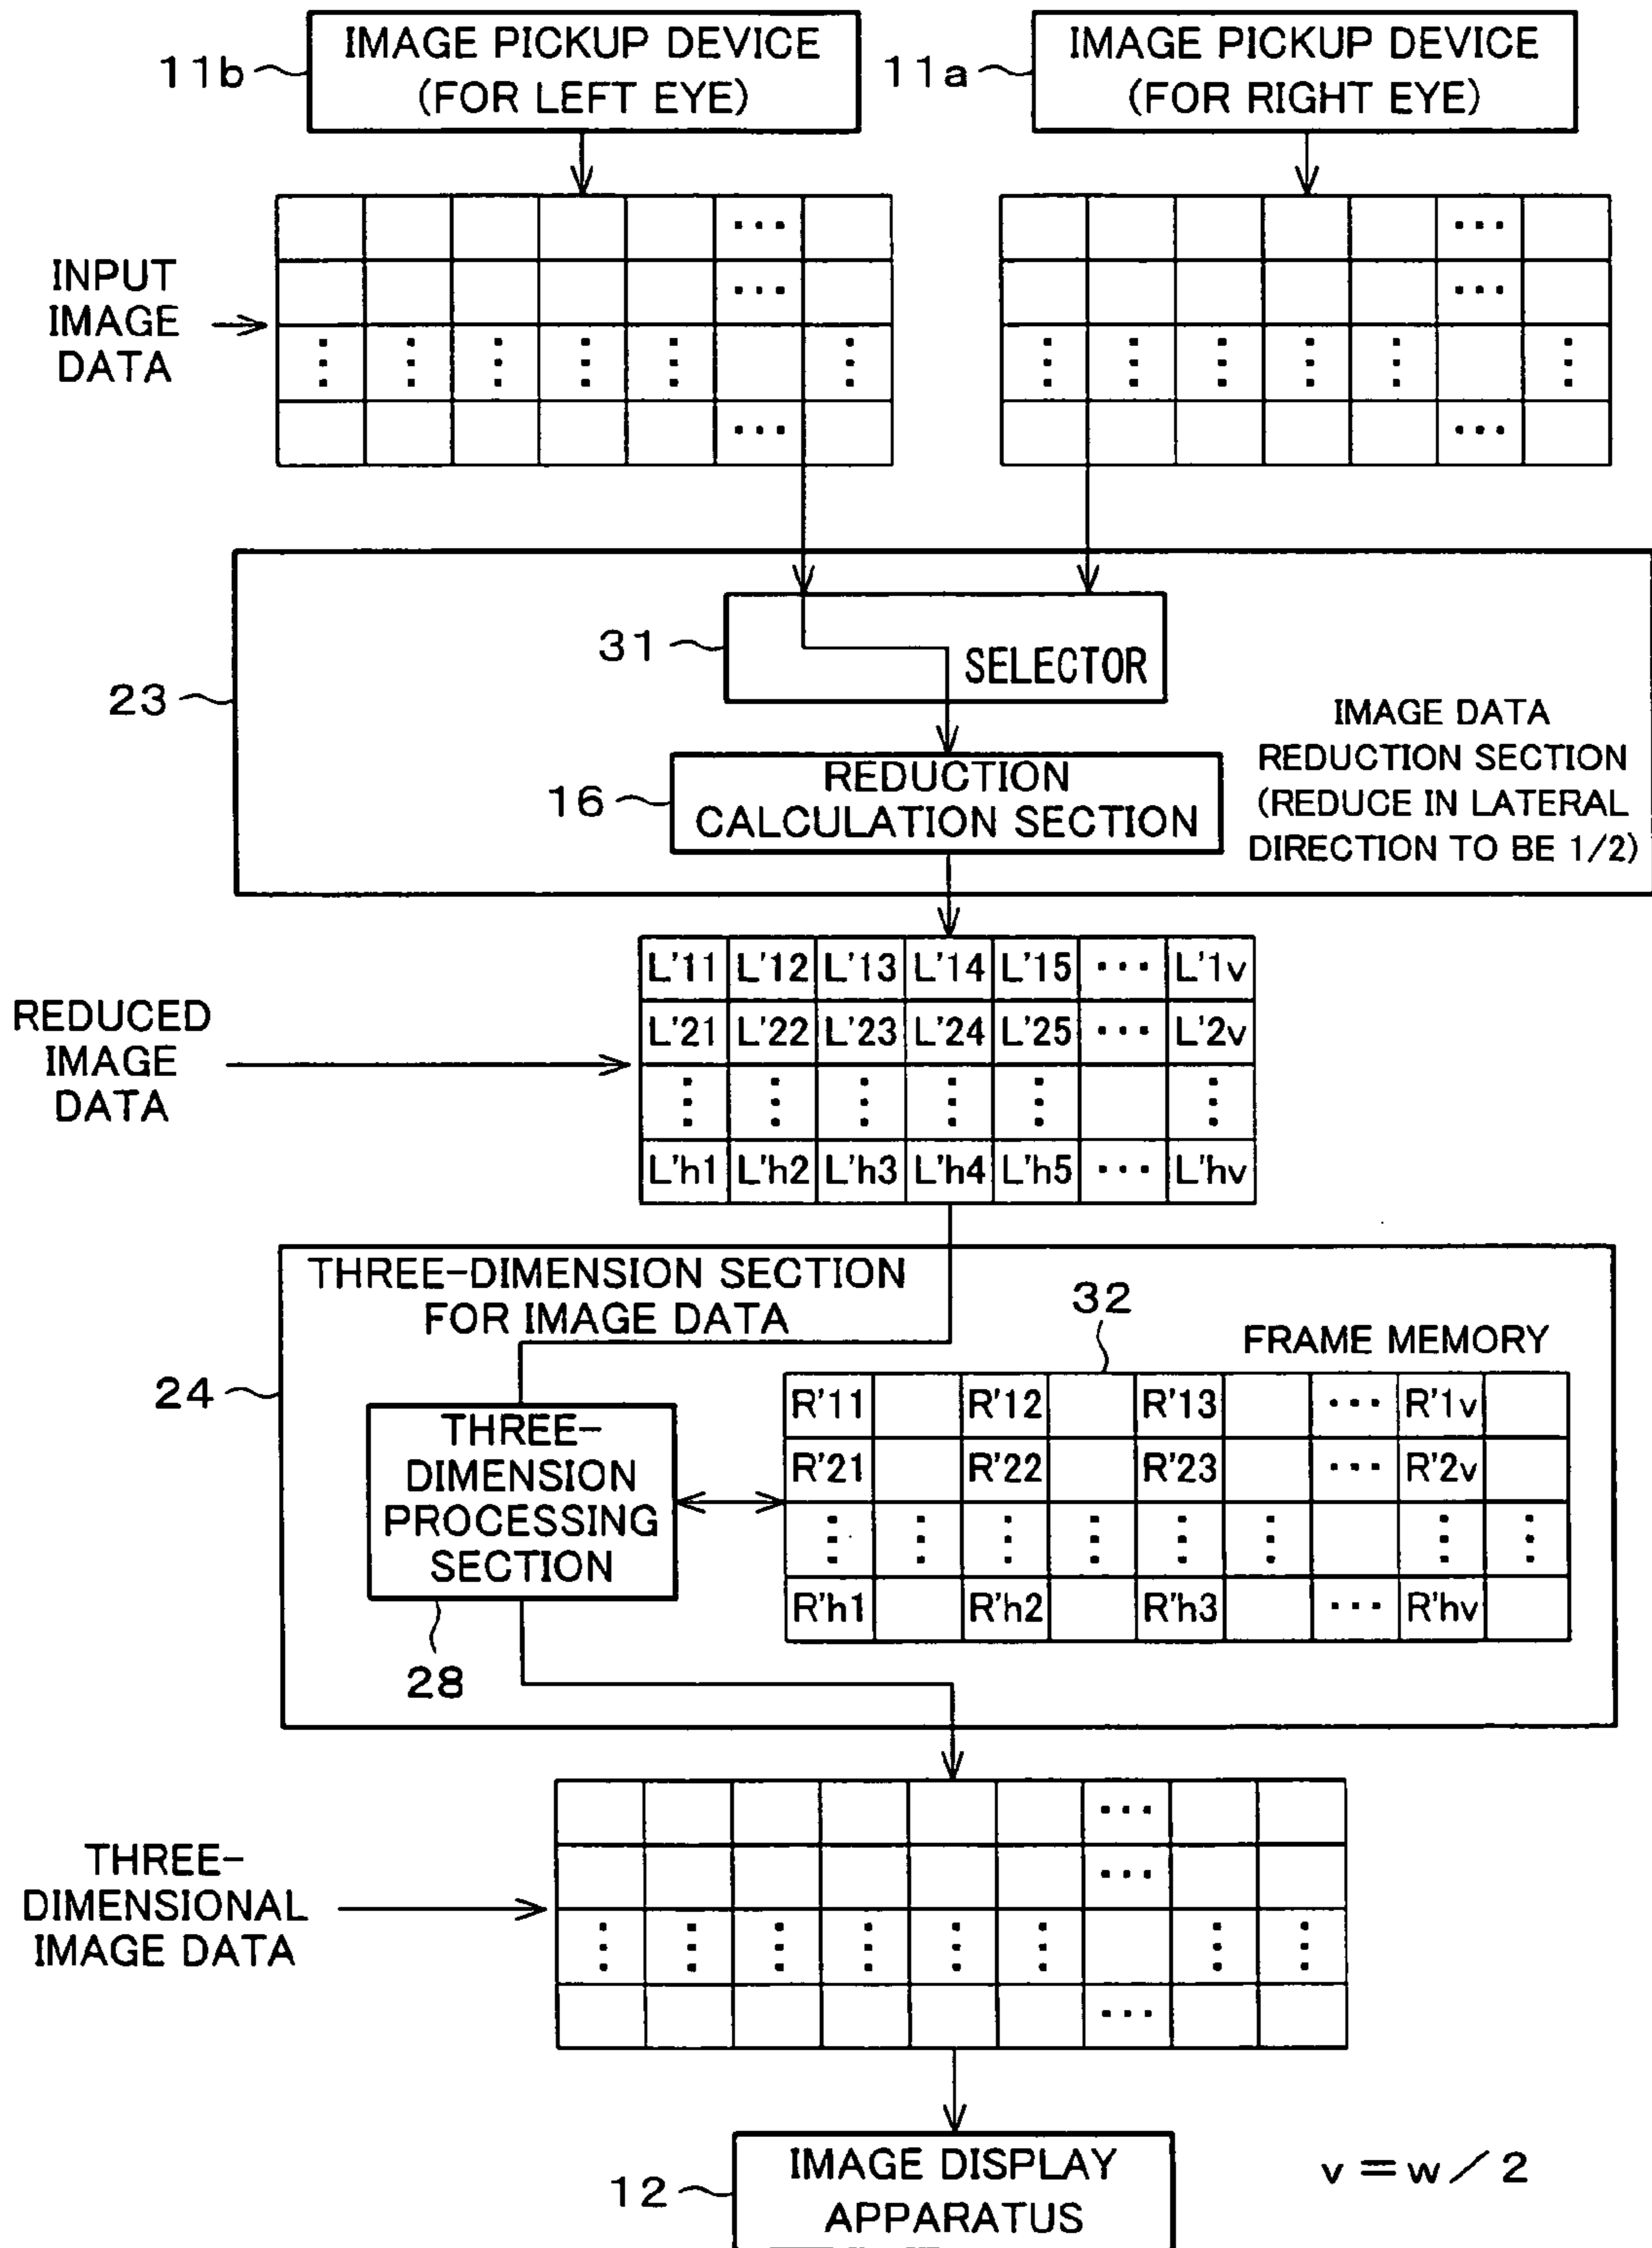 IMAGE PICKUP DEVICE
(FOR LEFT EYE)
11b
IMAGE PICKUP DEVICE
(FOR RIGHT EYE)
11a
INPUT
IMAGE
DATA
...
...
...
...
...
...
31
SELECTOR
23
IMAGE DATA
REDUCTION SECTION
(REDUCE IN LATERAL
DIRECTION TO BE 1/2)
16
REDUCTION
CALCULATION SECTION
REDUCED
IMAGE
DATA
L'11 L'12 L'13 L'14 L'15 ... L'1v
L'21 L'22 L'23 L'24 L'25 ... L'2v
L'h1 L'h2 L'h3 L'h4 L'h5 ... L'hv
THREE-DIMENSION SECTION
FOR IMAGE DATA
32
FRAME MEMORY
24
THREE-
DIMENSION
PROCESSING
SECTION
28
R'11 R'12 R'13 ... R'1v
R'21 R'22 R'23 ... R'2v
R'h1 R'h2 R'h3 ... R'hv
THREE-
DIMENSIONAL
IMAGE DATA
...
...
...
12
IMAGE DISPLAY
APPARATUS
v=w/2